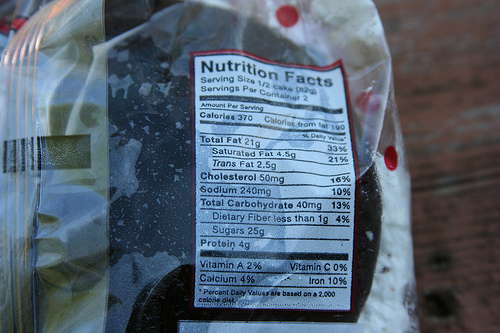 Nutrition Facts
Serving Size 1/2 cake (82g)
Servings Per Container 2
Amount Per Serving
Calories 370 Calories from fat 190
% Daily Value*
Total Fat 21g 33%
Saturated Fat 4.5g 21%
Trans Fat 2.5g
Cholesterol 50mg 16%
Sodium 240mg 10%
Total Carbohydrate 40mg 13%
Dietary Fiber less than 1g 4%
Sugars 25g
Protein 4g
Vitamin A 2% Vitamin C 0%
Calcium 4% Iron 10%
* Percent Daily Values are based on a 2,000
calorie diet.